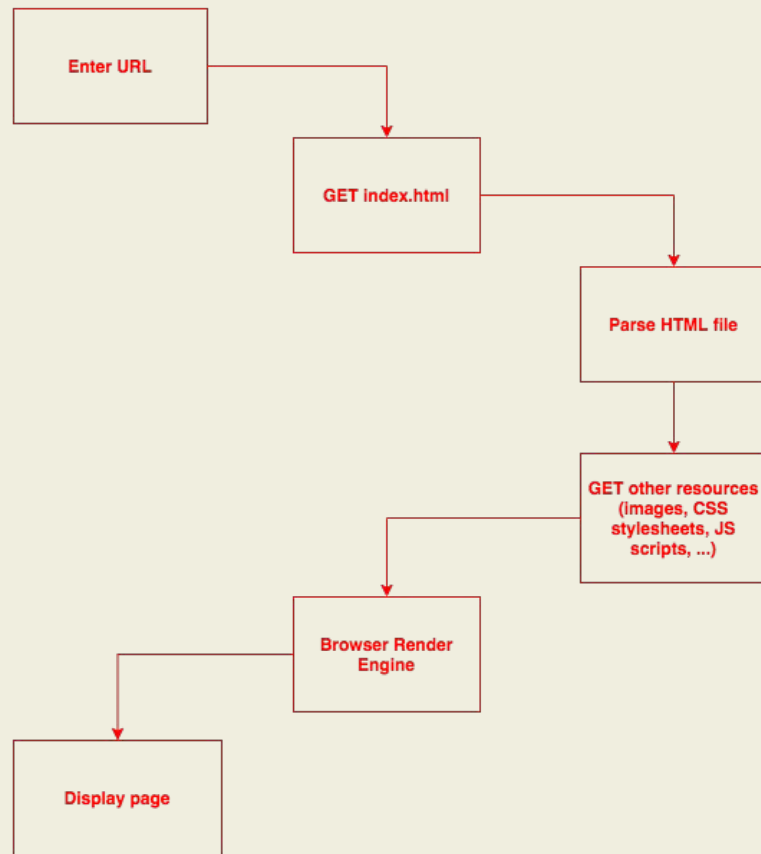 Enter URL
GET index.html
Parse HTML file
GET other resources
(images, CSS
stylesheets, JS
scripts, ...)
Browser Render
Engine
Display page